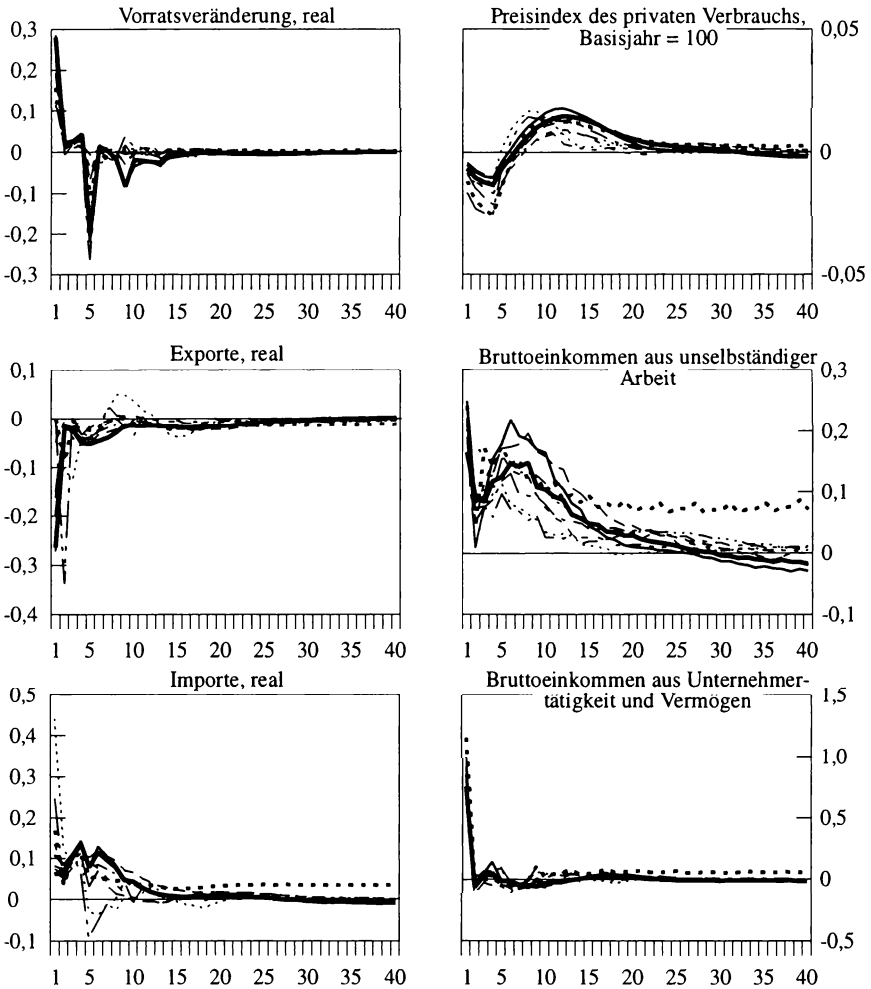 Vorratsveränderung, real
0,3
0,2
0,1
0
-0,1
-0,2
-0,3
1 5 10 15 20 25 30 35 40
Preisindex des privaten Verbrauchs,
Basisjahr = 100
0,05
0
-0,05
1 5 10 15 20 25 30 35 40
Exporte, real
0,1
0
-0,1
-0,2
-0,3
-0,4
1 5 10 15 20 25 30 35 40
Bruttoeinkommen aus unselbständiger
Arbeit
0,3
0,2
0,1
0
-0,1
1 5 10 15 20 25 30 35 40
Importe, real
0,5
0,4
0,3
0,2
0,1
0
-0,1
1 5 10 15 20 25 30 35 40
Bruttoeinkommen aus Unternehmer-
tätigkeit und Vermögen
1,5
1,0
0,5
0
-0,5
1 5 10 15 20 25 30 35 40